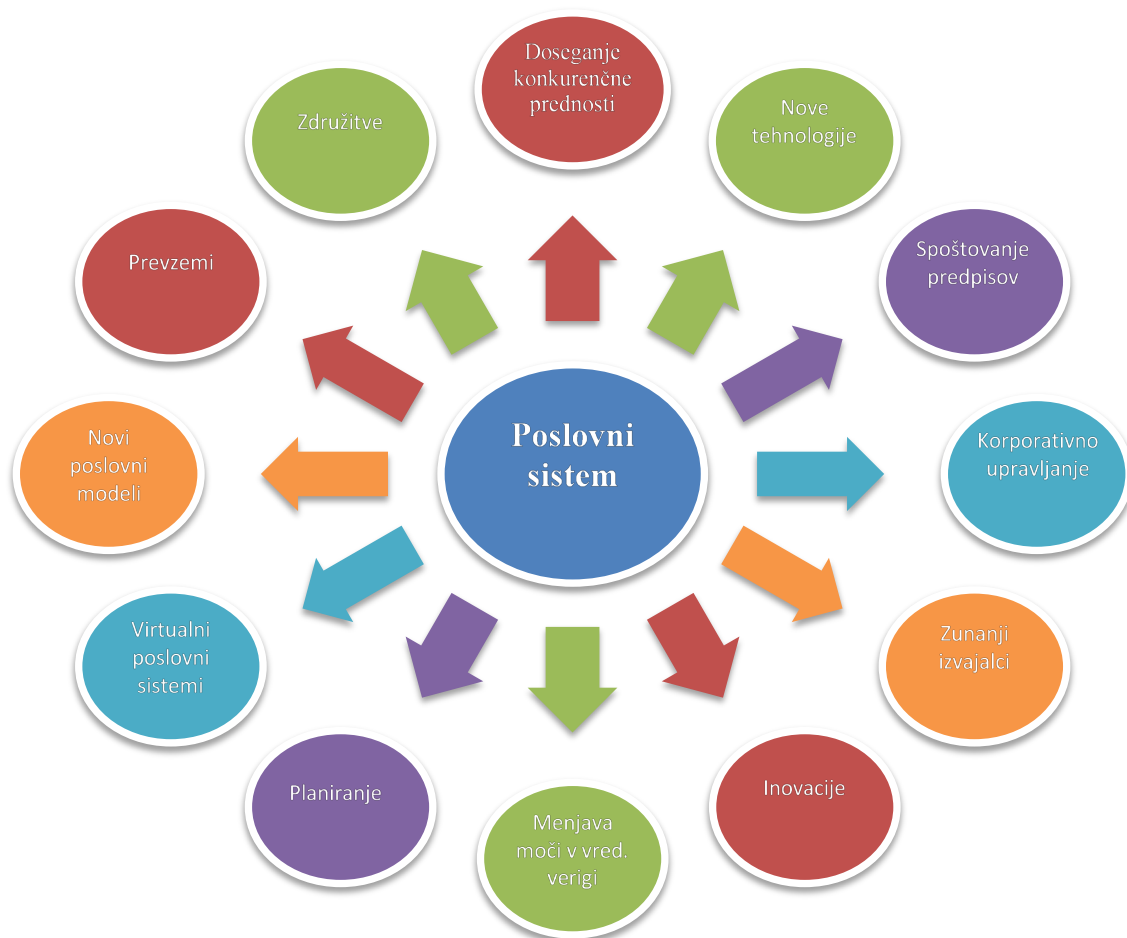 Doseganje
konkurenčne
prednosti
Nove
tehnologije
Spoštovanje
predpisov
Korporativno
upravljanje
Zunanji
izvajalci
Inovacije
Menjava
moči v vred.
verigi
Planiranje
Virtualni
poslovni
sistemi
Novi
poslovni
modeli
Prevzemi
Združitve
Poslovni
sistem